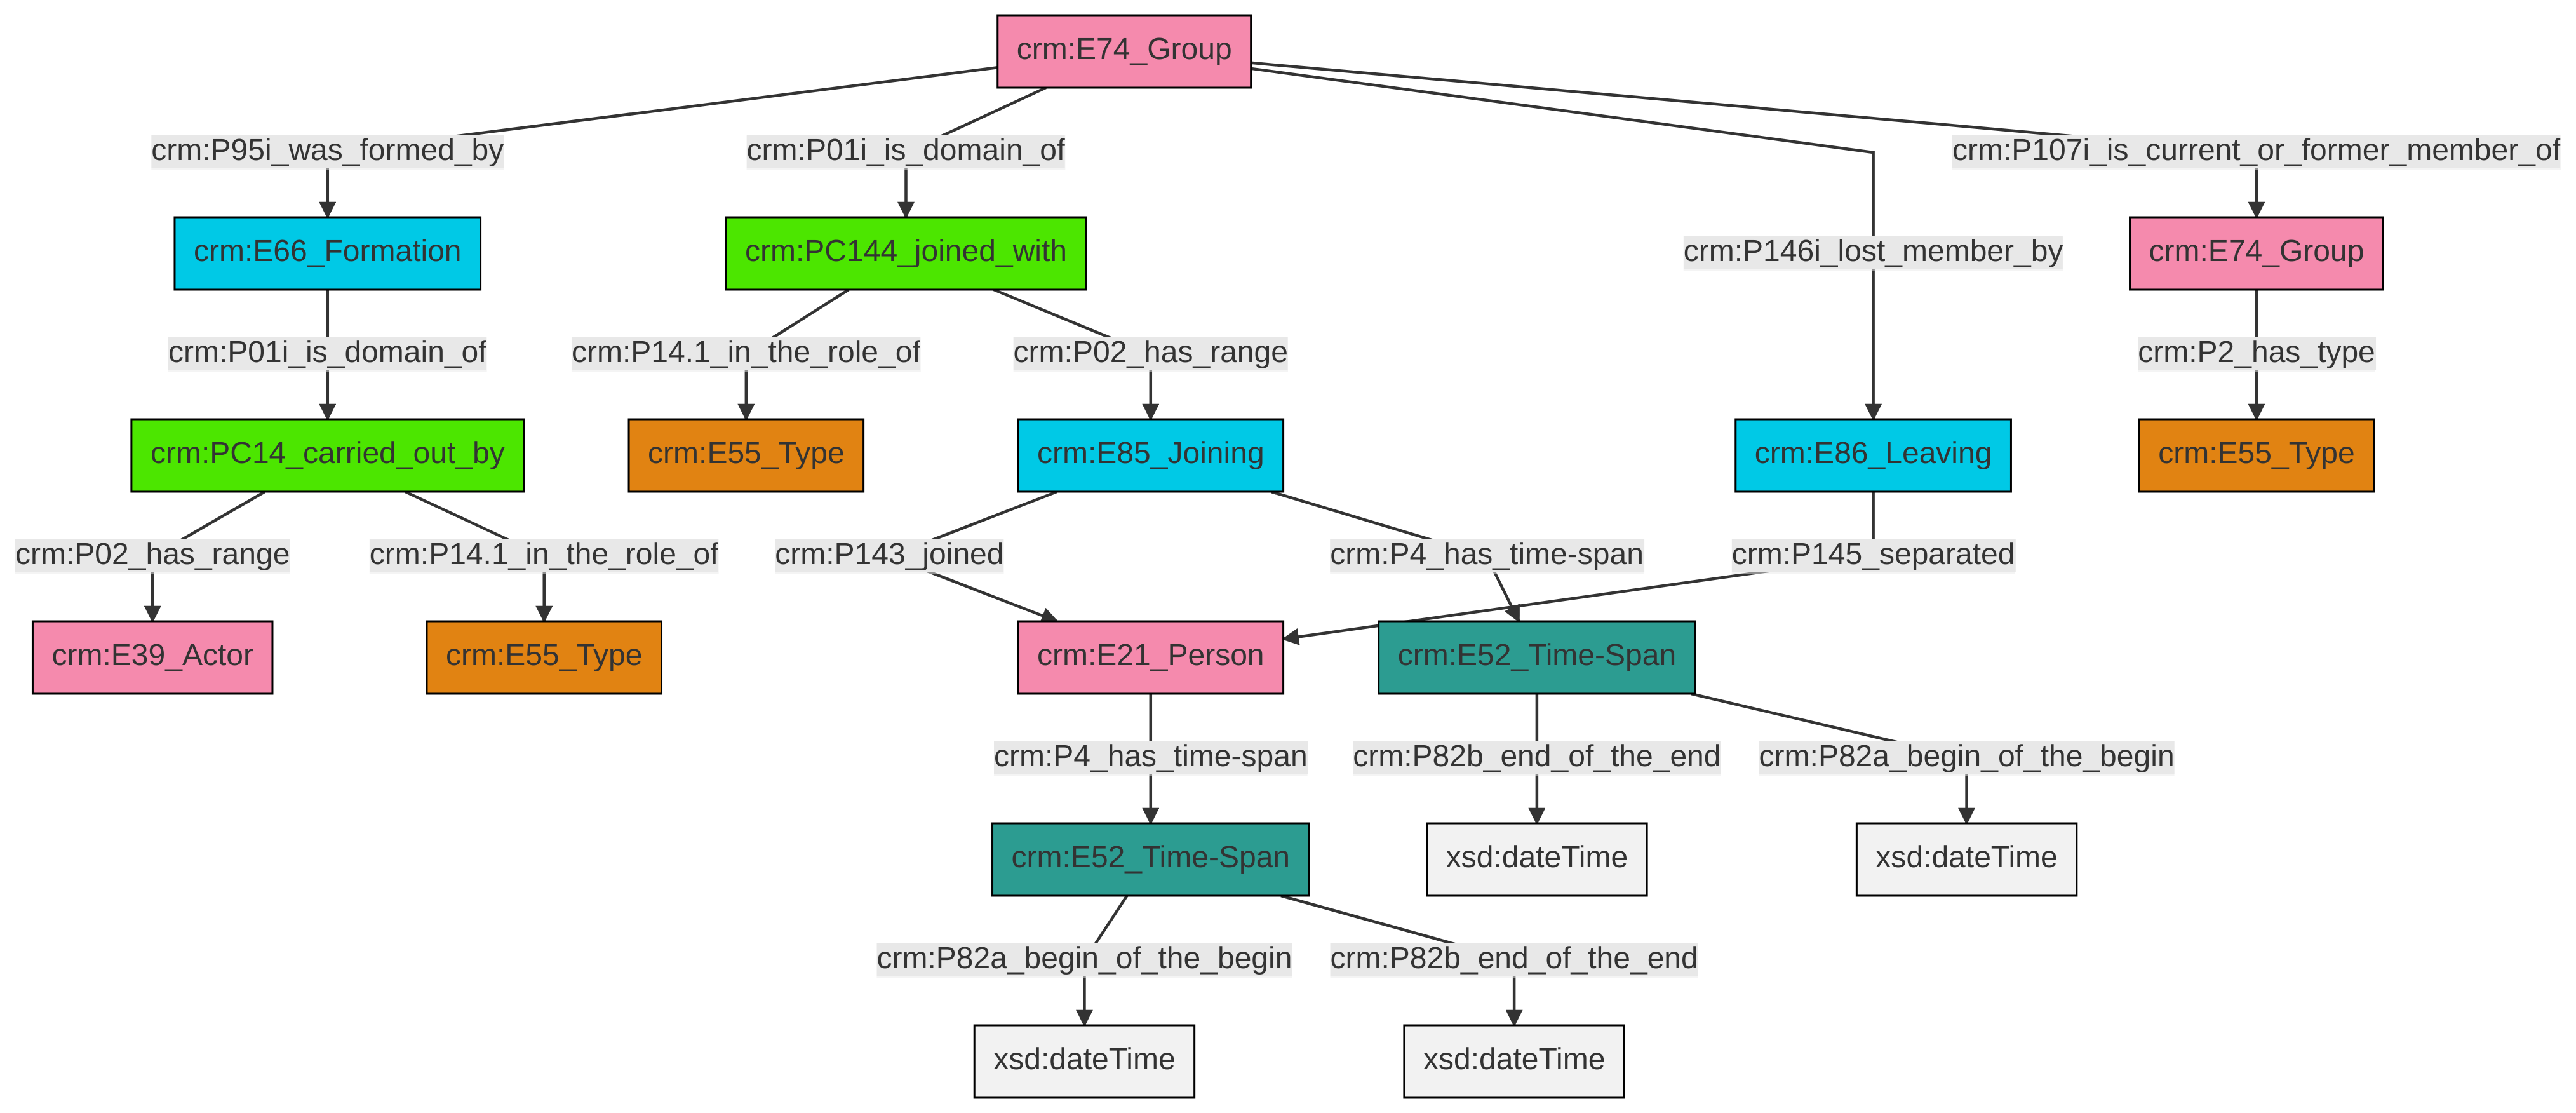 crm:E74_Group
crm:P95i_was_formed_by
crm:P01i_is_domain_of
crm:P107i_is_current_or_former_member_of
crm:E66_Formation
crm:PC144_joined_with
crm:P146i_lost_member_by
crm:E74_Group
crm:P01i_is_domain_of
crm:P14.1_in_the_role_of
crm:P02_has_range
crm:P2_has_type
crm:PC14_carried_out_by
crm:E55_Type
crm:E85_Joining
crm:E86_Leaving
crm:E55_Type
crm:P02_has_range
crm:P14.1_in_the_role_of
crm:P143_joined
crm:P4_has_time-span
crm:P145_separated
crm:E39_Actor
crm:E55_Type
crm:E21_Person
crm:E52_Time-Span
crm:P4_has_time-span
crm:P82b_end_of_the_end
crm:P82a_begin_of_the_begin
crm:E52_Time-Span
xsd:dateTime
xsd:dateTime
crm:P82a_begin_of_the_begin
crm:P82b_end_of_the_end
xsd:dateTime
xsd:dateTime